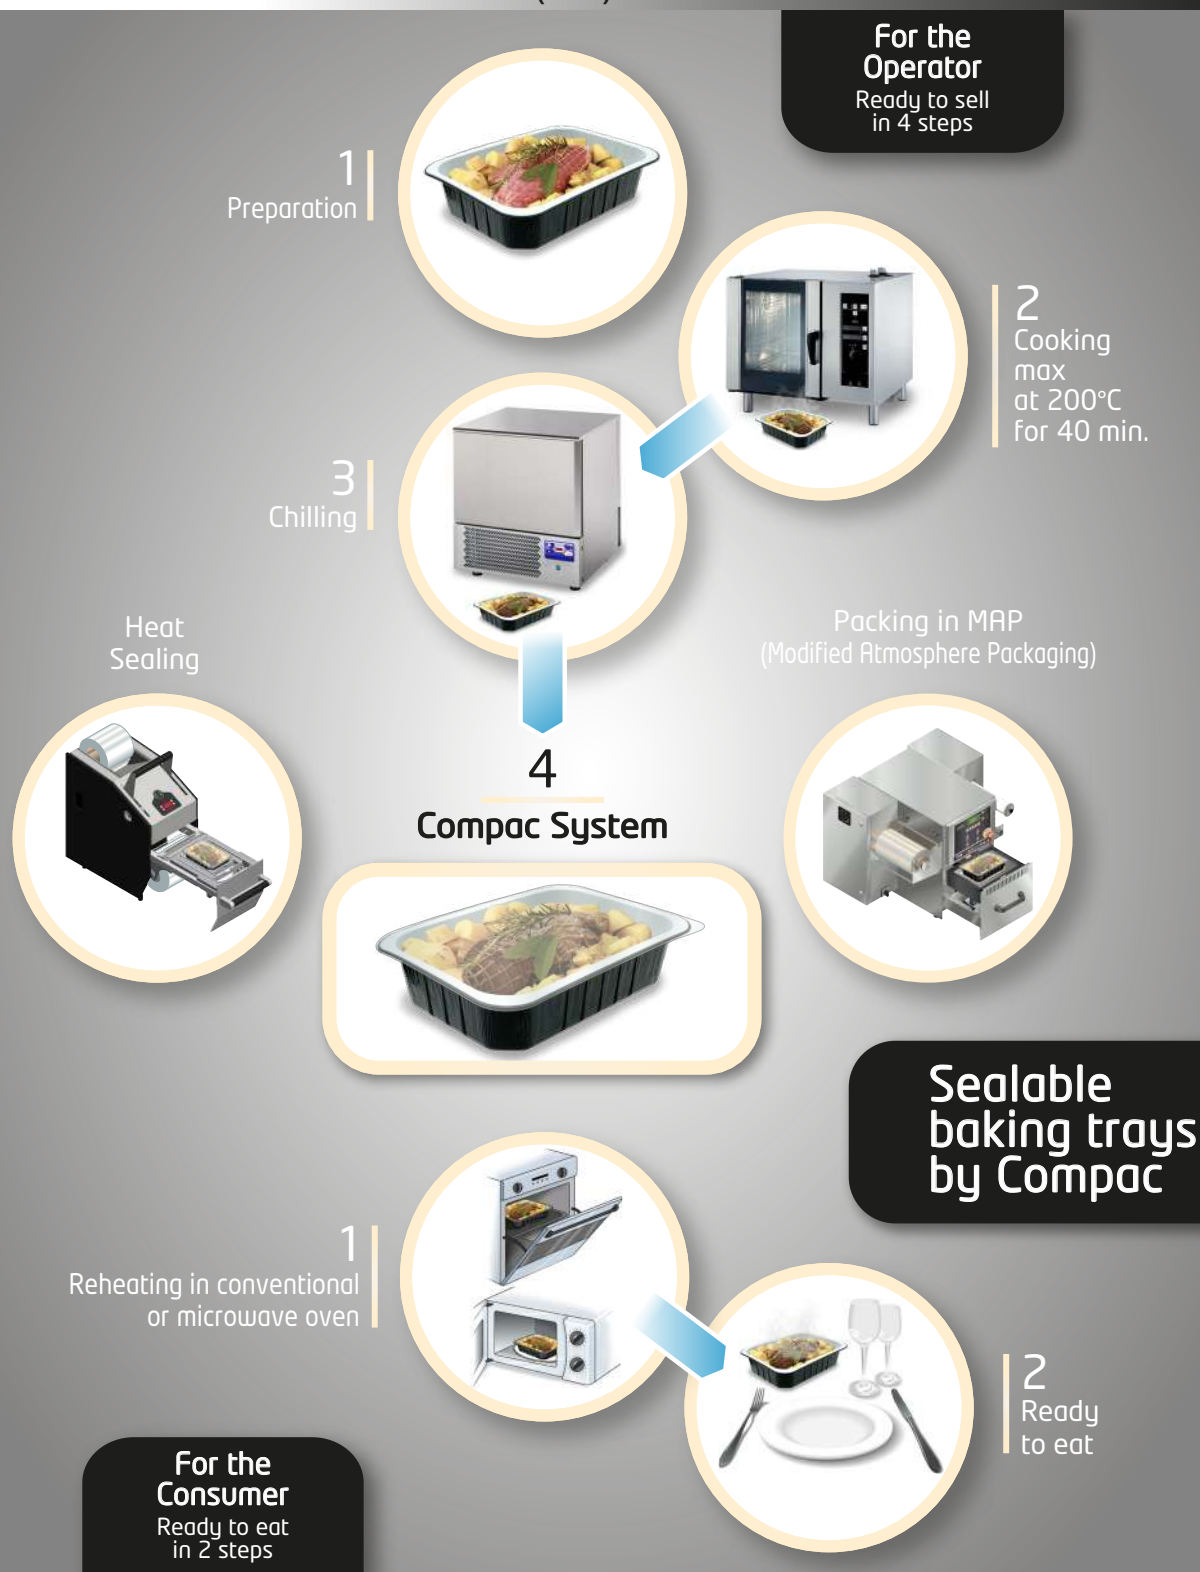 For the
Operator
Ready to sell
in 4 steps
1
Preparation
2
Cooking
max
at 200°C
for 40 min.
3
Chilling
Heat
Sealing
Packing in MAP
(Modified Atmosphere Packaging)
4
Compac System
Sealable
baking trays
by Compac
1
Reheating in conventional
or microwave oven
2
Ready
to eat
For the
Consumer
Ready to eat
in 2 steps